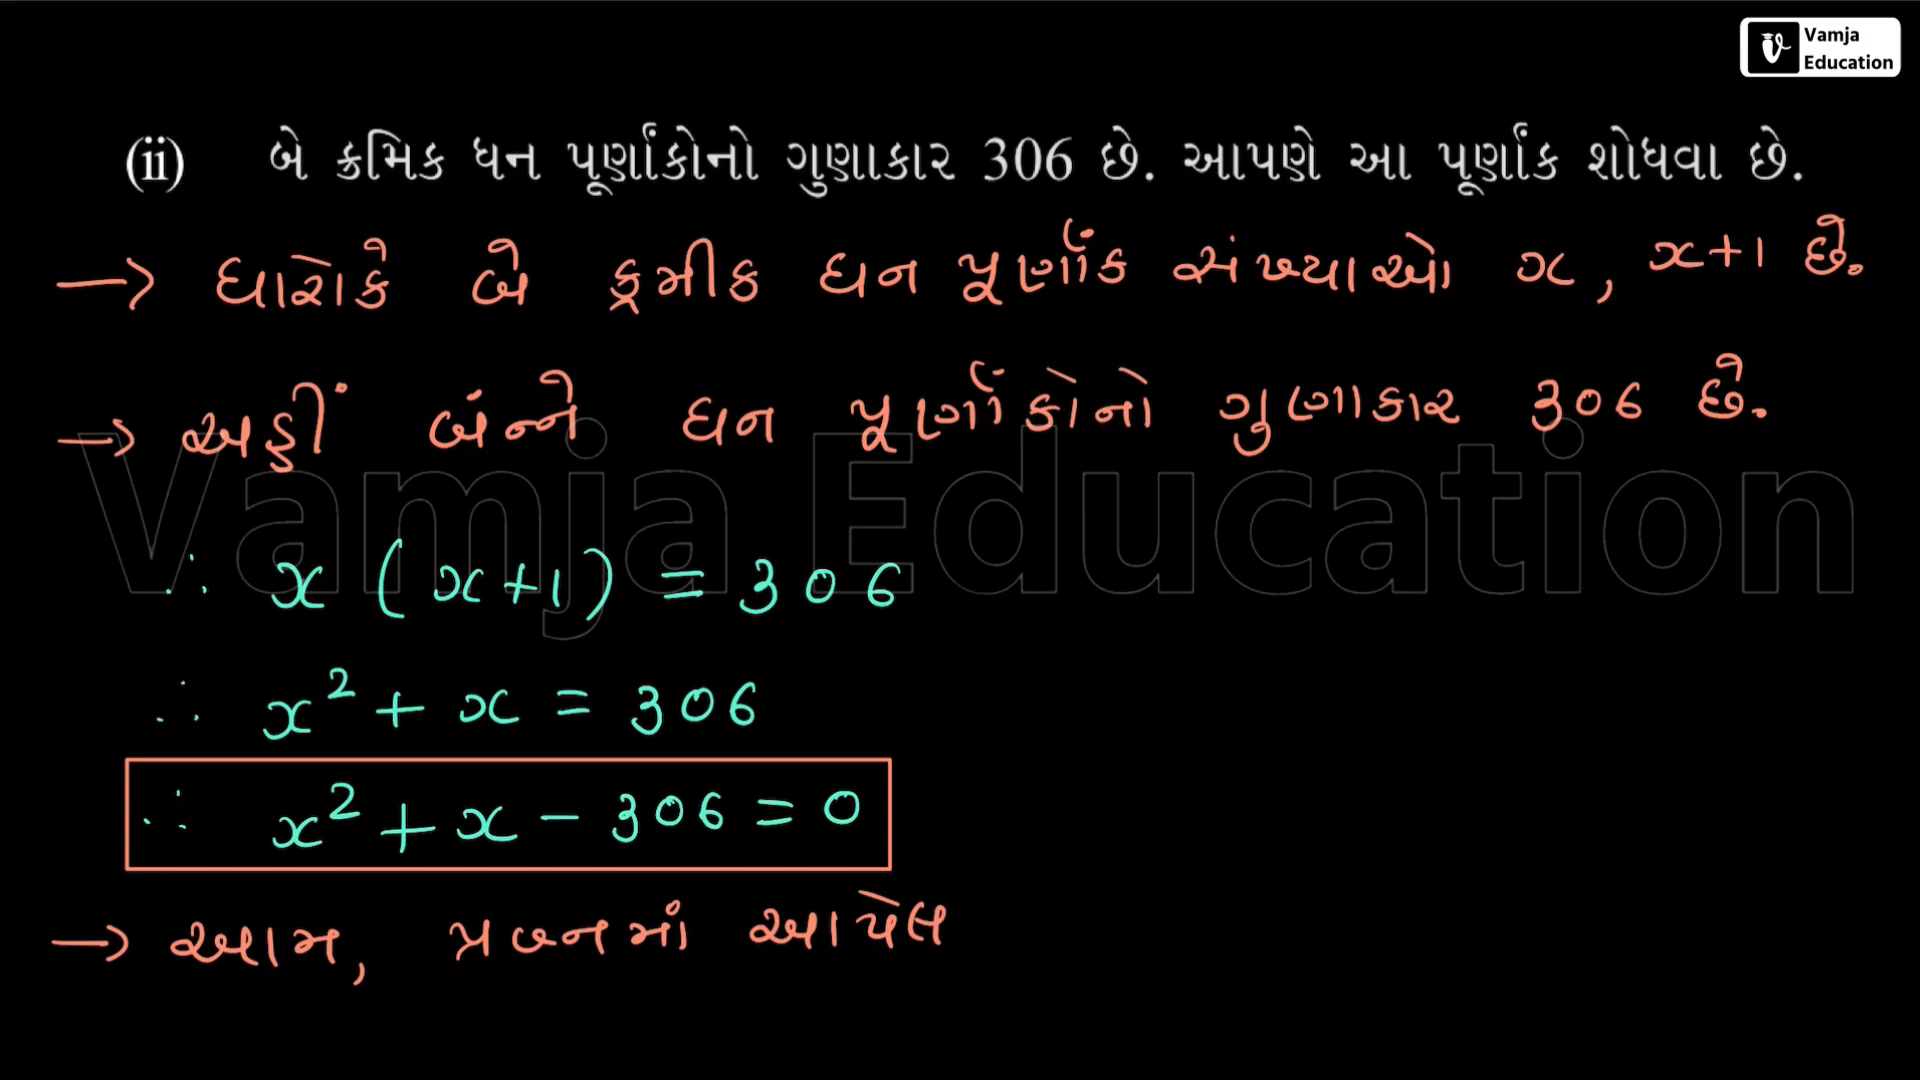 Vamja
Education
(ii) બે ક્રમિક ધન પૂર્ણાંકોનો ગુણાકાર 306 છે. આપણે આ પૂર્ણાંક શોધવા છે.
→ ધારોકે બે ક્રમીક ધન પૂર્ણાંક સંખ્યાઓ x, x+1 છે.
→ અહીં બંન્ને ધન પૂર્ણાંકોનો ગુણાકાર 306 છે.
Vamja Education
∴ x (x+1) = 306
∴ x² + x = 306
∴ x² + x - 306 = 0
→ આમ, પ્રશ્નમાં આપેલ